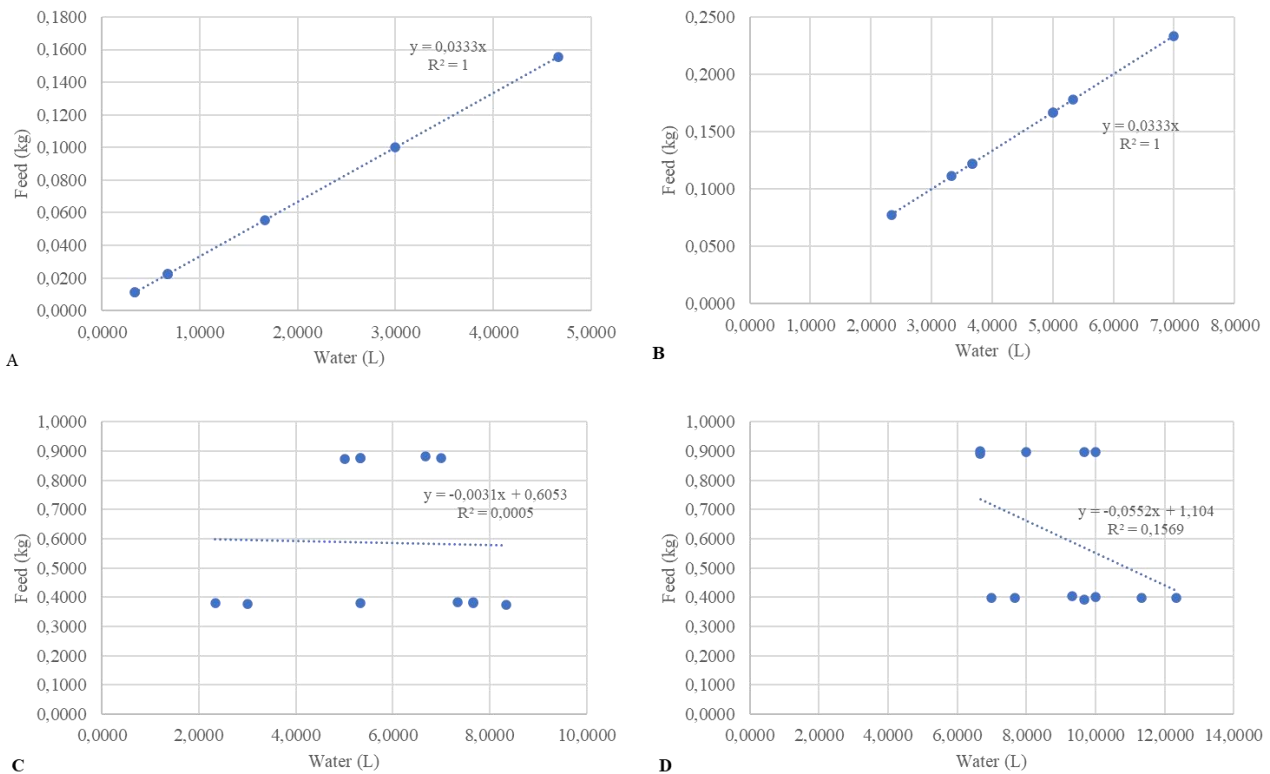 0,1800
0,1600
0,1400
0,1200
0,1000
0,0800
0,0600
0,0400
0,0200
0,0000
Feed (kg)
y = 0,0333x
R² = 1
0,0000 1,0000 2,0000 3,0000 4,0000 5,0000
Water (L)
A
0,2500
0,2000
0,1500
0,1000
0,0500
0,0000
Feed (kg)
y = 0,0333x
R² = 1
0,0000 1,0000 2,0000 3,0000 4,0000 5,0000 6,0000 7,0000 8,0000
Water (L)
B
1,0000
0,9000
0,8000
0,7000
0,6000
0,5000
0,4000
0,3000
0,2000
0,1000
0,0000
Feed (kg)
y = -0,0031x + 0,6053
R² = 0,0005
0,0000 2,0000 4,0000 6,0000 8,0000 10,0000
Water (L)
C
1,0000
0,9000
0,8000
0,7000
0,6000
0,5000
0,4000
0,3000
0,2000
0,1000
0,0000
Feed (kg)
y = -0,0552x + 1,104
R² = 0,1569
0,0000 2,0000 4,0000 6,0000 8,0000 10,0000 12,0000 14,0000
Water (L)
D